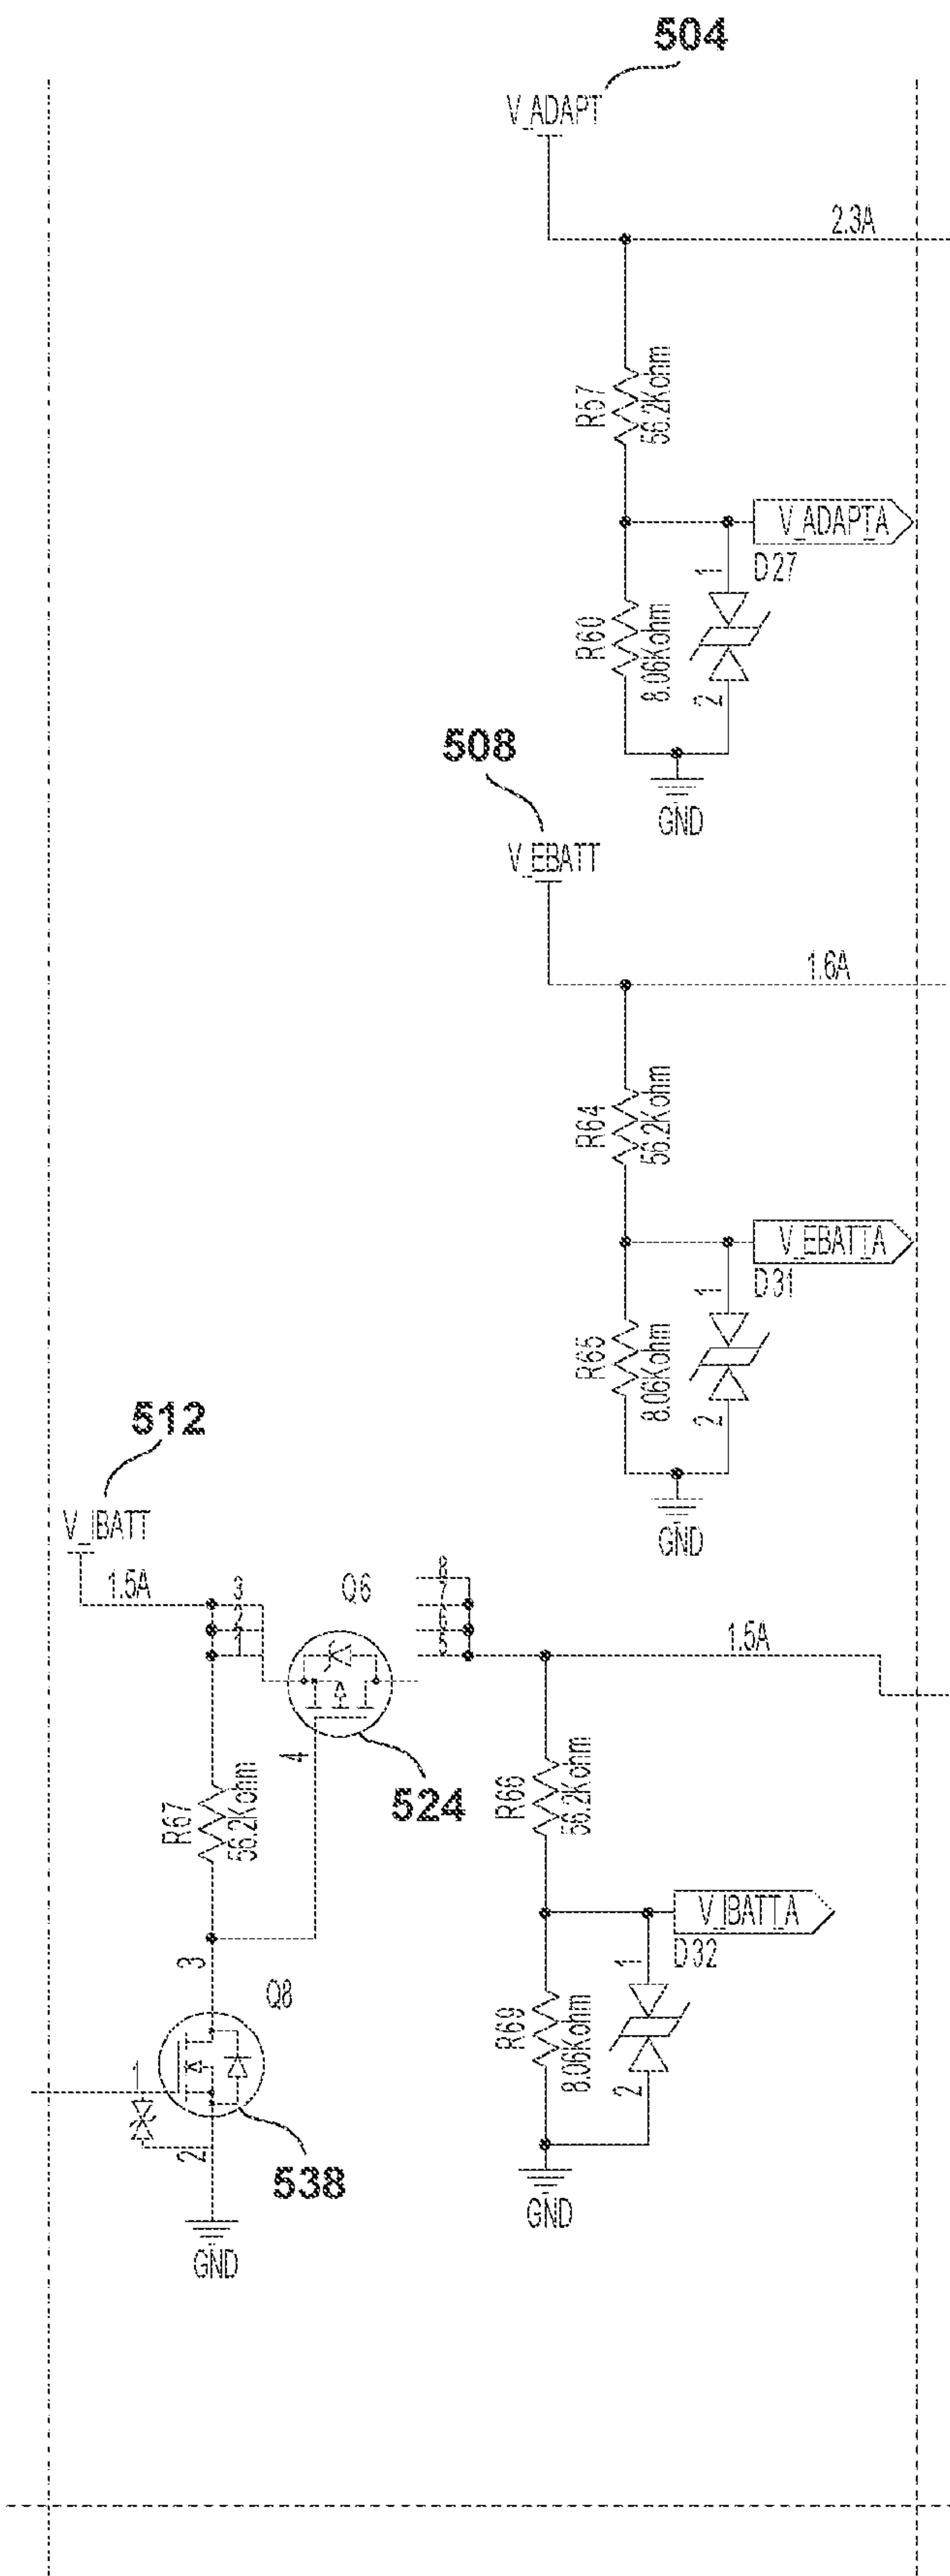 504
V_ADAPT
2.3A
R57
56.2Kohm
V_ADAPT_A
D27
1
R60
8.06Kohm
2
GND
508
V_EBATT
1.6A
R64
56.2Kohm
V_EBATT_A
D31
1
R65
8.06Kohm
2
GND
512
V_IBATT
1.5A
3
2
1
Q6
8
7
6
5
1.5A
4
524
R67
56.2Kohm
R66
56.2Kohm
V_IBATT_A
D32
1
3
Q8
R69
8.06Kohm
2
1
2
538
GND
GND